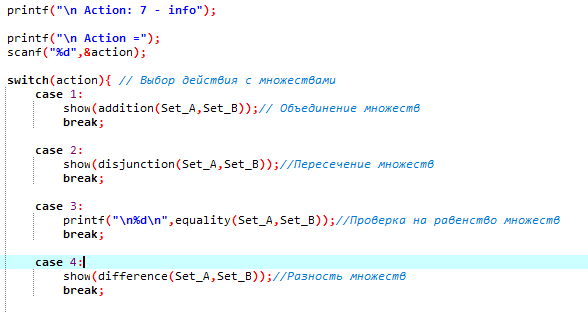 printf("\n Action: 7 - info");
printf("\n Action =");
scanf("%d",&action);
switch(action){ // Выбор действия с множествами
case 1:
show(addition(Set_A,Set_B));// Объединение множеств
break;
case 2:
show(disjunction(Set_A,Set_B));//Пересечение множеств
break;
case 3:
printf("\n%d\n",equality(Set_A,Set_B));//Проверка на равенство множеств
break;
case 4:
show(difference(Set_A,Set_B));//Разность множеств
break;